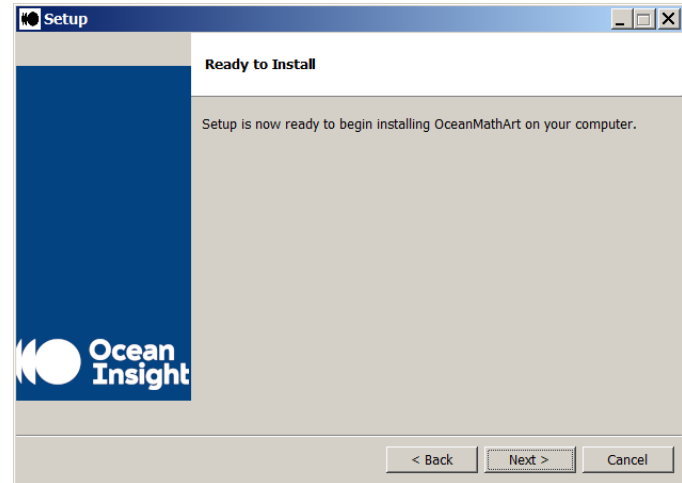 Setup
Ready to Install
Setup is now ready to begin installing OceanMathArt on your computer.
Ocean
Insight
< Back
Next >
Cancel